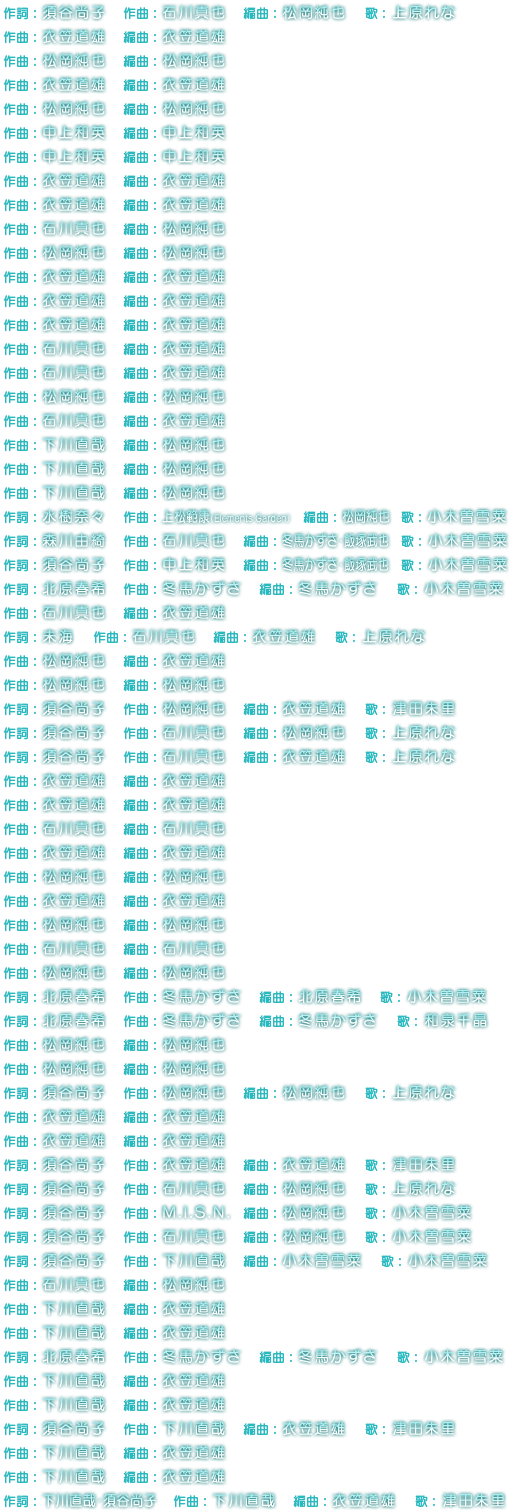 作詞：須谷尚子　作曲：石川真也　編曲：松岡純也　歌：上原れな
作曲：衣笠道雄　編曲：衣笠道雄
作曲：松岡純也　編曲：松岡純也
作曲：衣笠道雄　編曲：衣笠道雄
作曲：松岡純也　編曲：松岡純也
作曲：中上和英　編曲：中上和英
作曲：中上和英　編曲：中上和英
作曲：衣笠道雄　編曲：衣笠道雄
作曲：衣笠道雄　編曲：衣笠道雄
作曲：石川真也　編曲：松岡純也
作曲：松岡純也　編曲：松岡純也
作曲：衣笠道雄　編曲：衣笠道雄
作曲：衣笠道雄　編曲：衣笠道雄
作曲：衣笠道雄　編曲：衣笠道雄
作曲：石川真也　編曲：衣笠道雄
作曲：石川真也　編曲：衣笠道雄
作曲：松岡純也　編曲：松岡純也
作曲：石川真也　編曲：衣笠道雄
作曲：下川直哉　編曲：松岡純也
作曲：下川直哉　編曲：松岡純也
作曲：下川直哉　編曲：松岡純也
作詞：水樹奈々　作曲：上松範康(Elements Garden)　編曲：松岡純也　歌：小木曽雪菜
作詞：森川由綺　作曲：石川真也　編曲：冬馬かずさ 飯塚武也　歌：小木曽雪菜
作詞：須谷尚子　作曲：中上和英　編曲：冬馬かずさ 飯塚武也　歌：小木曽雪菜
作詞：北原春希　作曲：冬馬かずさ　編曲：冬馬かずさ　歌：小木曽雪菜
作曲：石川真也　編曲：衣笠道雄
作詞：未海　作曲：石川真也　編曲：衣笠道雄　歌：上原れな
作曲：松岡純也　編曲：衣笠道雄
作曲：松岡純也　編曲：松岡純也
作詞：須谷尚子　作曲：松岡純也　編曲：衣笠道雄　歌：津田朱里
作詞：須谷尚子　作曲：石川真也　編曲：松岡純也　歌：上原れな
作詞：須谷尚子　作曲：石川真也　編曲：衣笠道雄　歌：上原れな
作曲：衣笠道雄　編曲：衣笠道雄
作曲：衣笠道雄　編曲：衣笠道雄
作曲：石川真也　編曲：石川真也
作曲：衣笠道雄　編曲：衣笠道雄
作曲：松岡純也　編曲：松岡純也
作曲：衣笠道雄　編曲：衣笠道雄
作曲：松岡純也　編曲：松岡純也
作曲：石川真也　編曲：石川真也
作曲：松岡純也　編曲：松岡純也
作詞：北原春希　作曲：冬馬かずさ　編曲：北原春希　歌：小木曽雪菜
作詞：北原春希　作曲：冬馬かずさ　編曲：冬馬かずさ　歌：和泉千晶
作曲：松岡純也　編曲：松岡純也
作曲：松岡純也　編曲：松岡純也
作詞：須谷尚子　作曲：松岡純也　編曲：松岡純也　歌：上原れな
作曲：衣笠道雄　編曲：衣笠道雄
作曲：衣笠道雄　編曲：衣笠道雄
作詞：須谷尚子　作曲：衣笠道雄　編曲：衣笠道雄　歌：津田朱里
作詞：須谷尚子　作曲：石川真也　編曲：松岡純也　歌：上原れな
作詞：須谷尚子　作曲：M.I.S.N.　編曲：松岡純也　歌：小木曽雪菜
作詞：須谷尚子　作曲：石川真也　編曲：松岡純也　歌：小木曽雪菜
作詞：須谷尚子　作曲：下川直哉　編曲：小木曽雪菜　歌：小木曽雪菜
作曲：石川真也　編曲：松岡純也
作曲：下川直哉　編曲：衣笠道雄
作曲：下川直哉　編曲：衣笠道雄
作詞：北原春希　作曲：冬馬かずさ　編曲：冬馬かずさ　歌：小木曽雪菜
作曲：下川直哉　編曲：衣笠道雄
作曲：下川直哉　編曲：衣笠道雄
作詞：須谷尚子　作曲：下川直哉　編曲：衣笠道雄　歌：津田朱里
作曲：下川直哉　編曲：衣笠道雄
作曲：下川直哉　編曲：衣笠道雄
作詞：下川直哉 須谷尚子　作曲：下川直哉　編曲：衣笠道雄　歌：津田朱里